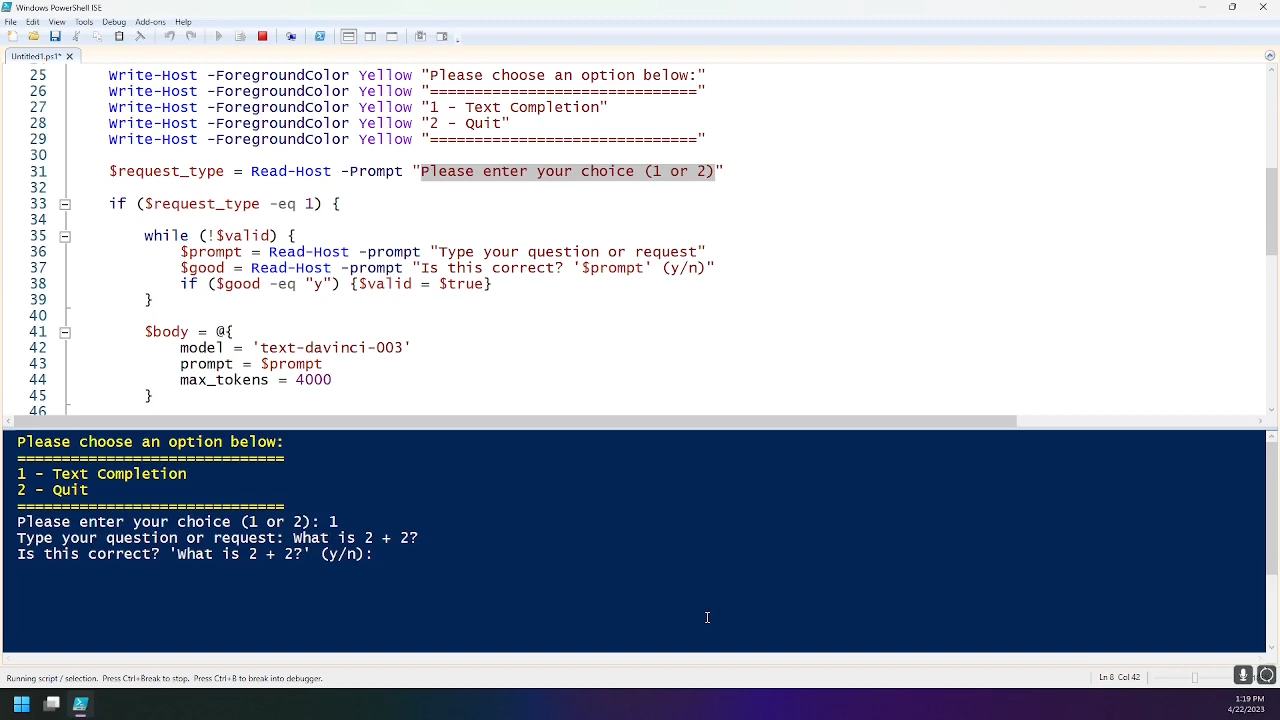 Windows PowerShell ISE
File Edit View Tools Debug Add-ons Help
Untitled1.ps1*
25 Write-Host -ForegroundColor Yellow "Please choose an option below:"
26 Write-Host -ForegroundColor Yellow "=============================="
27 Write-Host -ForegroundColor Yellow "1 - Text Completion"
28 Write-Host -ForegroundColor Yellow "2 - Quit"
29 Write-Host -ForegroundColor Yellow "=============================="
30
31 $request_type = Read-Host -Prompt "Please enter your choice (1 or 2)"
32
33 if ($request_type -eq 1) {
34
35 while (!$valid) {
36 $prompt = Read-Host -prompt "Type your question or request"
37 $good = Read-Host -prompt "Is this correct? '$prompt' (y/n)"
38 if ($good -eq "y") {$valid = $true}
39 }
40
41 $body = @{
42 model = 'text-davinci-003'
43 prompt = $prompt
44 max_tokens = 4000
45 }
46
Please choose an option below:
==============================
1 - Text Completion
2 - Quit
==============================
Please enter your choice (1 or 2): 1
Type your question or request: What is 2 + 2?
Is this correct? 'What is 2 + 2?' (y/n):
Running script / selection. Press Ctrl+Break to stop. Press Ctrl+B to break into debugger.
Ln 8 Col 42
1:19 PM
4/22/2023